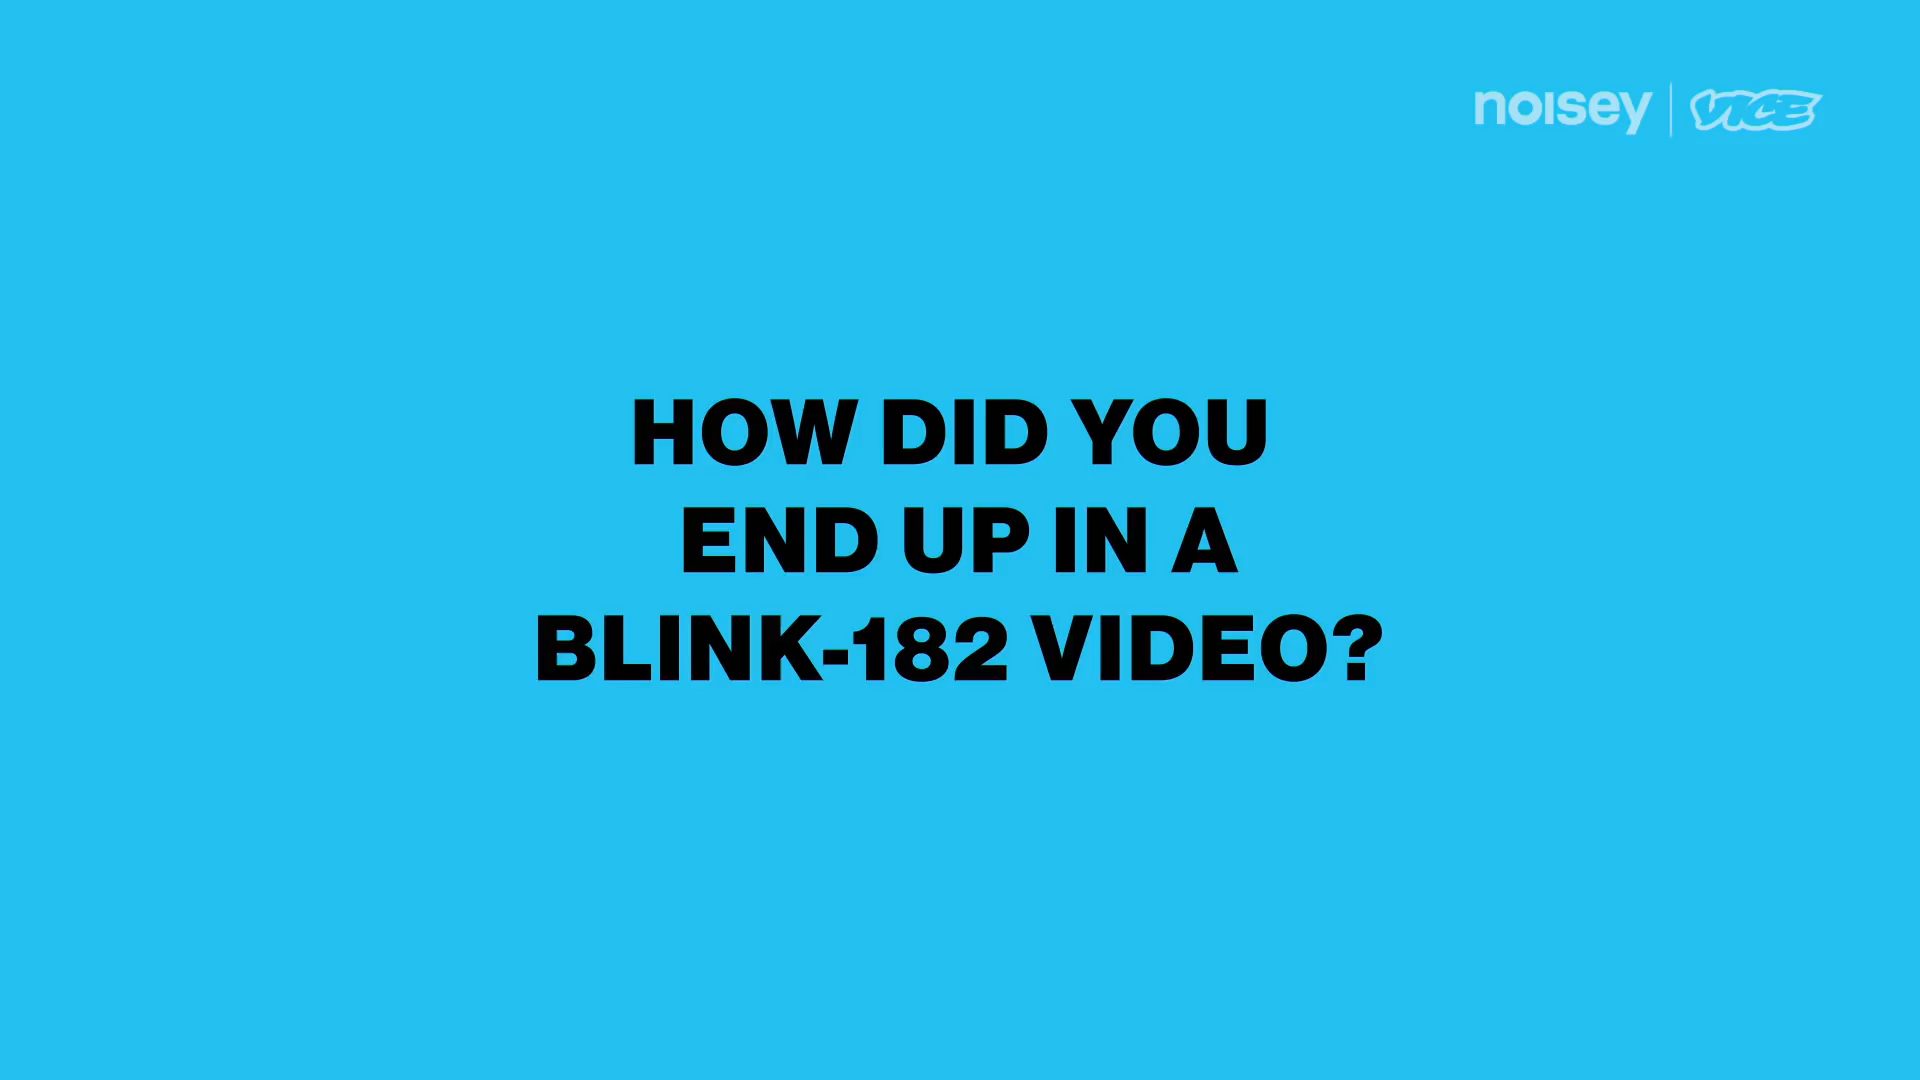 noisey | VICE
HOW DID YOU
END UP IN A
BLINK-182 VIDEO?